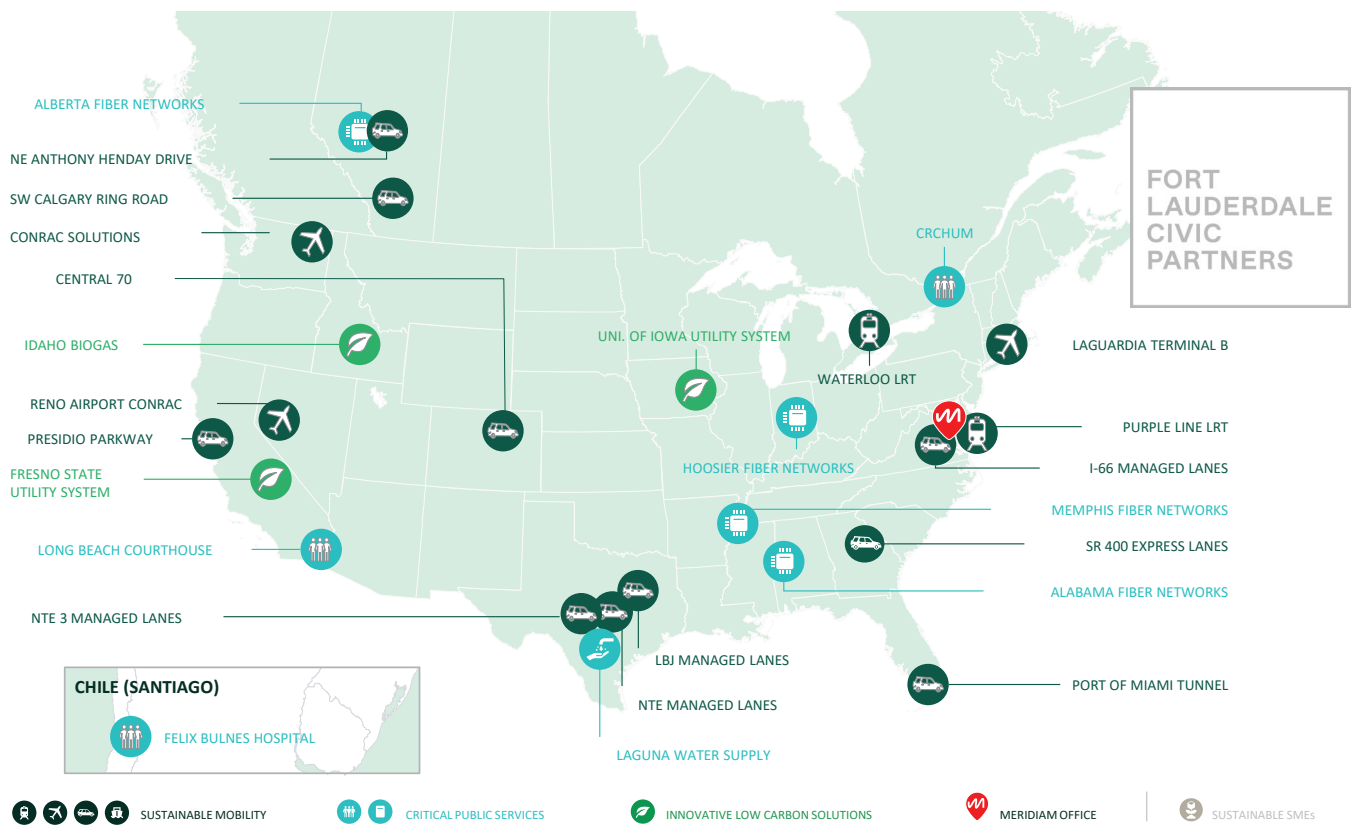 ALBERTA FIBER NETWORKS
NE ANTHONY HENDAY DRIVE
SW CALGARY RING ROAD
CONRAC SOLUTIONS
CENTRAL 70
IDAHO BIOGAS
RENO AIRPORT CONRAC
PRESIDIO PARKWAY
FRESNO STATE
UTILITY SYSTEM
LONG BEACH COURTHOUSE
NTE 3 MANAGED LANES
UNI. OF IOWA UTILITY SYSTEM
CRCHUM
WATERLOO LRT
HOOSIER FIBER NETWORKS
LBJ MANAGED LANES
NTE MANAGED LANES
LAGUNA WATER SUPPLY
FORT
LAUDERDALE
CIVIC
PARTNERS
LAGUARDIA TERMINAL B
PURPLE LINE LRT
I-66 MANAGED LANES
MEMPHIS FIBER NETWORKS
SR 400 EXPRESS LANES
ALABAMA FIBER NETWORKS
PORT OF MIAMI TUNNEL
CHILE (SANTIAGO)
FELIX BULNES HOSPITAL
SUSTAINABLE MOBILITY
CRITICAL PUBLIC SERVICES
INNOVATIVE LOW CARBON SOLUTIONS
MERIDIAM OFFICE
SUSTAINABLE SMEs